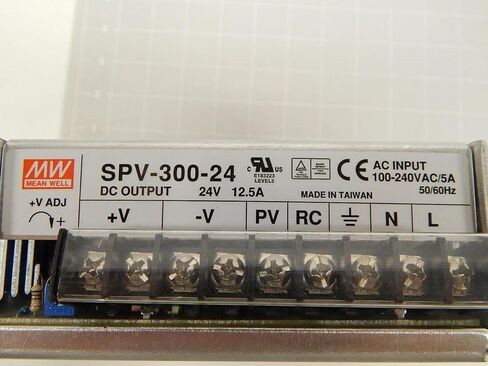 MW
MEAN WELL
SPV-300-24
DC OUTPUT 24V 12.5A
c RU US
E183223
LEVEL5
MADE IN TAIWAN
CE
AC INPUT
100-240VAC/5A
50/60Hz
+V ADJ
+
+V -V PV RC N L